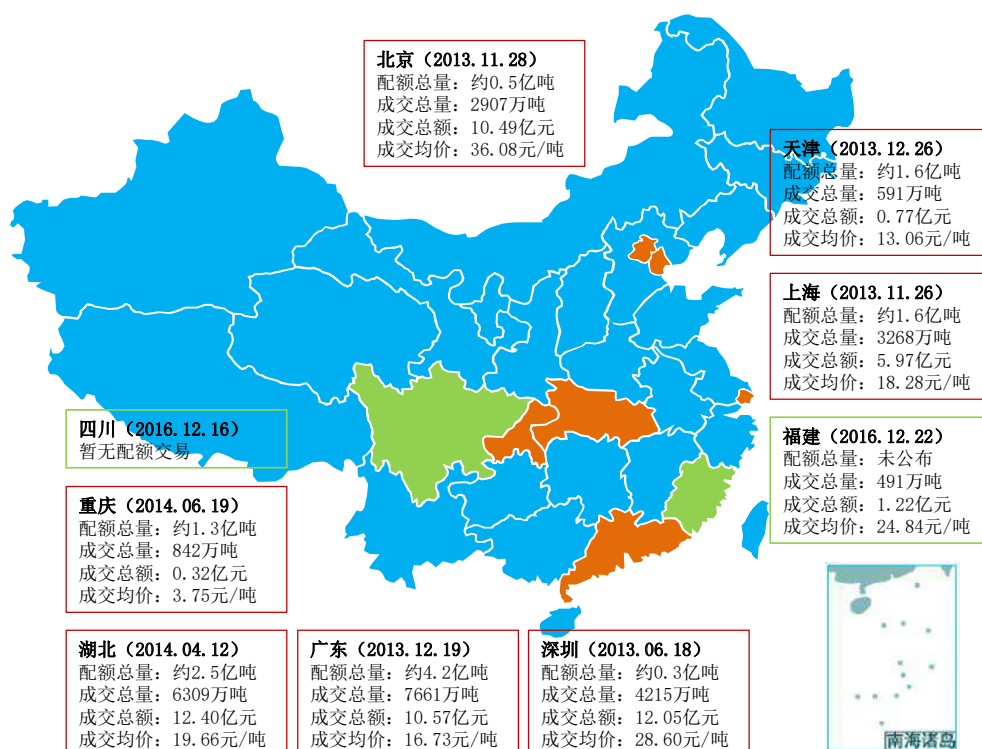 北京（2013.11.28）
配额总量：约0.5亿吨
成交总量：2907万吨
成交总额：10.49亿元
成交均价：36.08元/吨
天津（2013.12.26）
配额总量：约1.6亿吨
成交总量：591万吨
成交总额：0.77亿元
成交均价：13.06元/吨
上海（2013.11.26）
配额总量：约1.6亿吨
成交总量：3268万吨
成交总额：5.97亿元
成交均价：18.28元/吨
四川（2016.12.16）
暂无配额交易
福建（2016.12.22）
配额总量：未公布
成交总量：491万吨
成交总额：1.22亿元
成交均价：24.84元/吨
重庆（2014.06.19）
配额总量：约1.3亿吨
成交总量：842万吨
成交总额：0.32亿元
成交均价：3.75元/吨
湖北（2014.04.12）
配额总量：约2.5亿吨
成交总量：6309万吨
成交总额：12.40亿元
成交均价：19.66元/吨
广东（2013.12.19）
配额总量：约4.2亿吨
成交总量：7661万吨
成交总额：10.57亿元
成交均价：16.73元/吨
深圳（2013.06.18）
配额总量：约0.3亿吨
成交总量：4215万吨
成交总额：12.05亿元
成交均价：28.60元/吨
南海诸岛